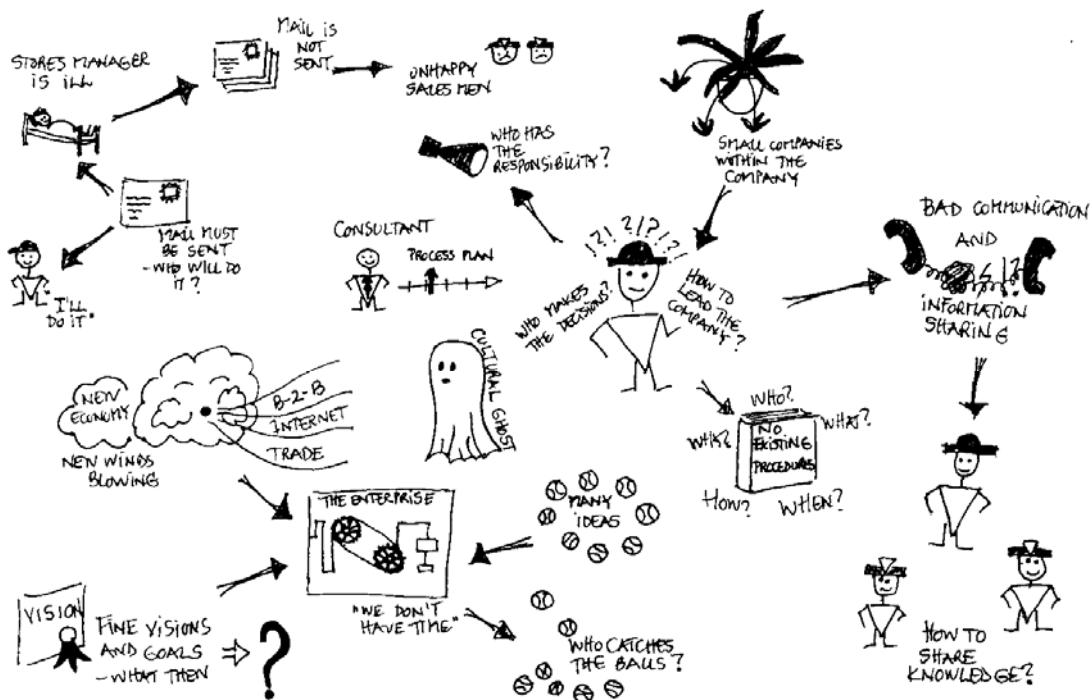 STORES MANAGER
IS ILL
MAIL IS
NOT
SENT
UNHAPPY
SALES MEN
MAIL MUST
BE SENT
-WHO WILL DO
IT?
"I'LL
DO IT"
WHO HAS
THE
RESPONSIBILITY?
SMALL COMPANIES
WITHIN THE
COMPANY
CONSULTANT
PROCESS PLAN
!?! ?!?!?!
WHO MAKES
THE DECISIONS?
HOW TO
LEAD THE
COMPANY?
BAD COMMUNICATION
AND
!?
INFORMATION
SHARING
NEW
ECONOMY
NEW WINDS
BLOWING
B-2-B
INTERNET
TRADE
CULTURAL GHOST
WHO?
WHAT?
WHAT?
NO
EXISTING
PROCEDURES
HOW?
WHEN?
THE ENTERPRISE
"WE DON'T
HAVE TIME"
MANY
IDEAS
WHO CATCHES
THE BALLS?
VISION
FINE VISIONS
AND GOALS
-WHAT THEN
?
HOW TO
SHARE
KNOWLEDGE?